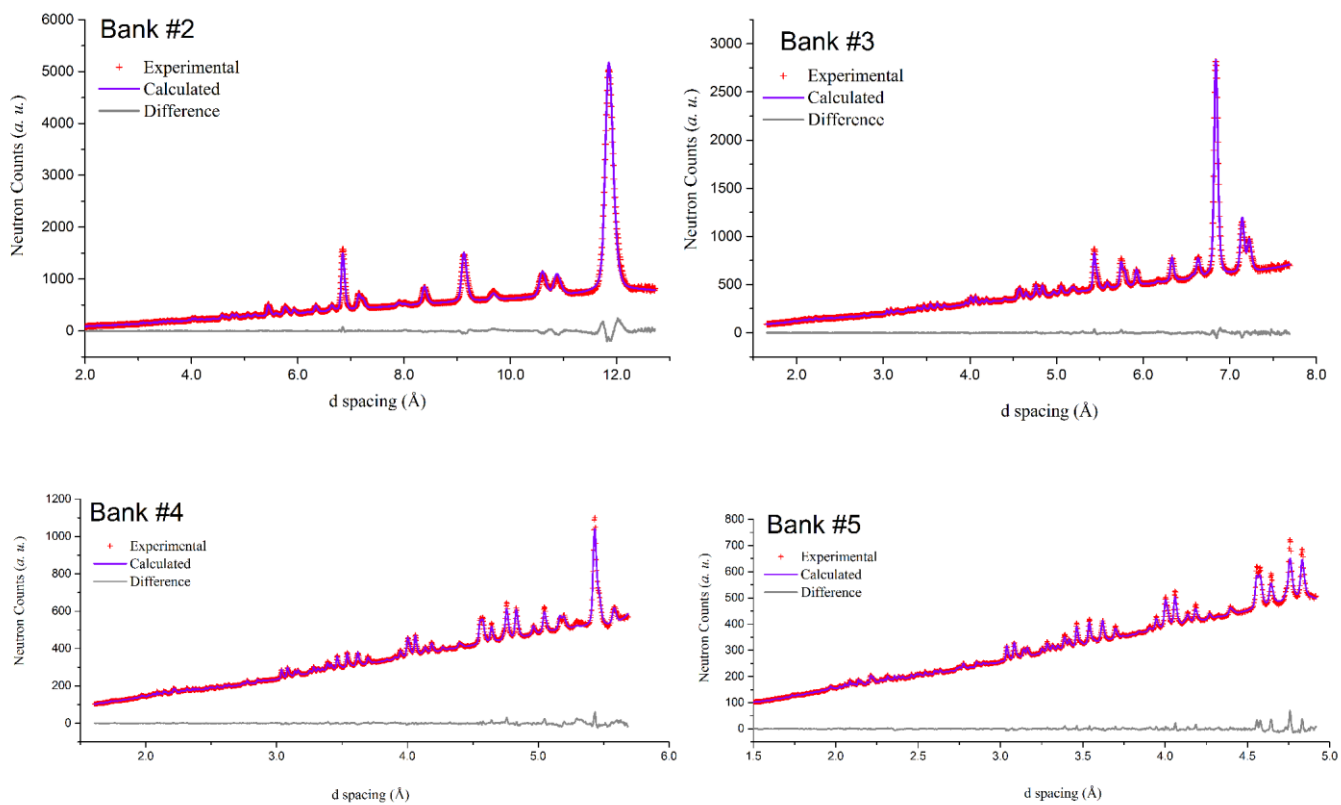 Bank #2
Experimental
Calculated
Difference
Neutron Counts (a. u.)
6000
5000
4000
3000
2000
1000
0
2.0 4.0 6.0 8.0 10.0 12.0
d spacing (Å)
Bank #3
Experimental
Calculated
Difference
Neutron Counts (a. u.)
3000
2500
2000
1500
1000
500
0
2.0 3.0 4.0 5.0 6.0 7.0 8.0
d spacing (Å)
Bank #4
Experimental
Calculated
Difference
Neutron Counts (a. u.)
1200
1000
800
600
400
200
0
2.0 3.0 4.0 5.0 6.0
d spacing (Å)
Bank #5
Experimental
Calculated
Difference
Neutron Counts (a. u.)
800
700
600
500
400
300
200
100
0
1.5 2.0 2.5 3.0 3.5 4.0 4.5 5.0
d spacing (Å)